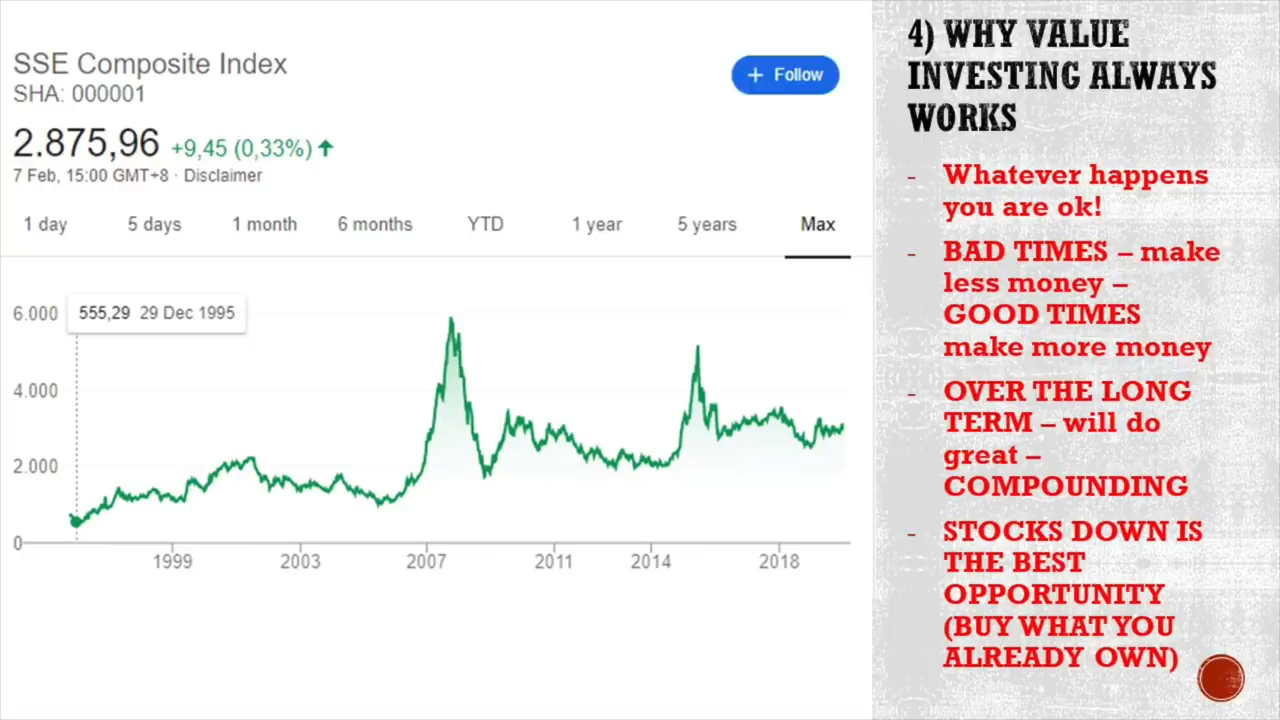 SSE Composite Index
SHA: 000001
+ Follow
2.875,96 +9,45 (0,33%)
7 Feb, 15:00 GMT+8 · Disclaimer
1 day 5 days 1 month 6 months YTD 1 year 5 years Max
6.000
555,29 29 Dec 1995
4.000
2.000
0
1999 2003 2007 2011 2014 2018
4) WHY VALUE
INVESTING ALWAYS
WORKS
- Whatever happens
you are ok!
- BAD TIMES – make
less money –
GOOD TIMES
make more money
- OVER THE LONG
TERM – will do
great –
COMPOUNDING
- STOCKS DOWN IS
THE BEST
OPPORTUNITY
(BUY WHAT YOU
ALREADY OWN)